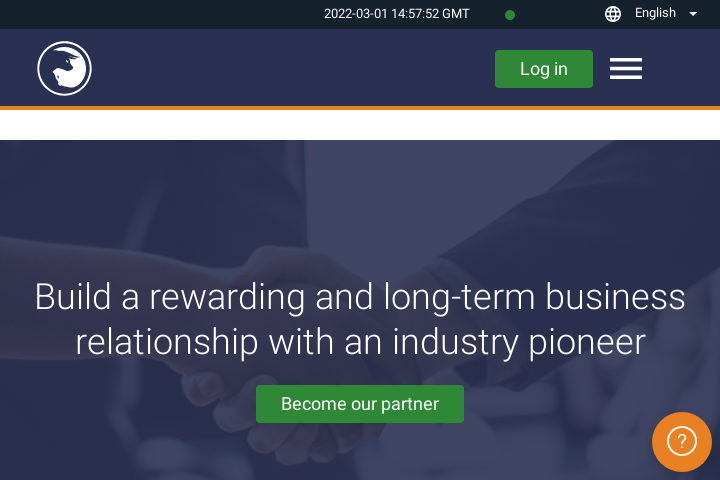 2022-03-01 14:57:52 GMT
English
Log in
Build a rewarding and long-term business
relationship with an industry pioneer
Become our partner
?